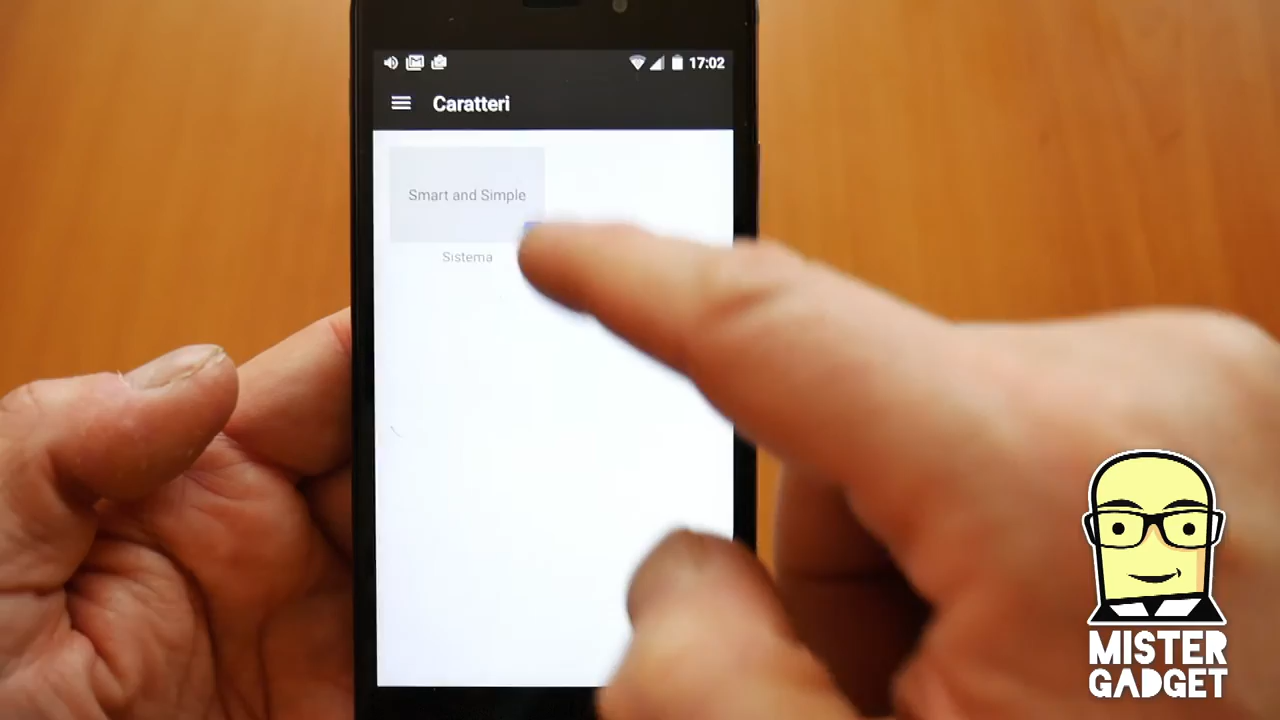 17:02
Caratteri
Smart and Simple
Sistema
MISTER
GADGET